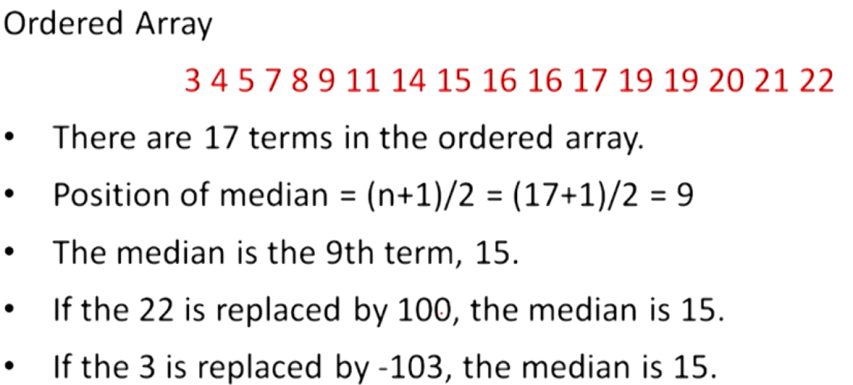 Ordered Array
3 4 5 7 8 9 11 14 15 16 16 17 19 19 20 21 22
• There are 17 terms in the ordered array.
• Position of median = (n+1)/2 = (17+1)/2 = 9
• The median is the 9th term, 15.
• If the 22 is replaced by 100, the median is 15.
• If the 3 is replaced by -103, the median is 15.